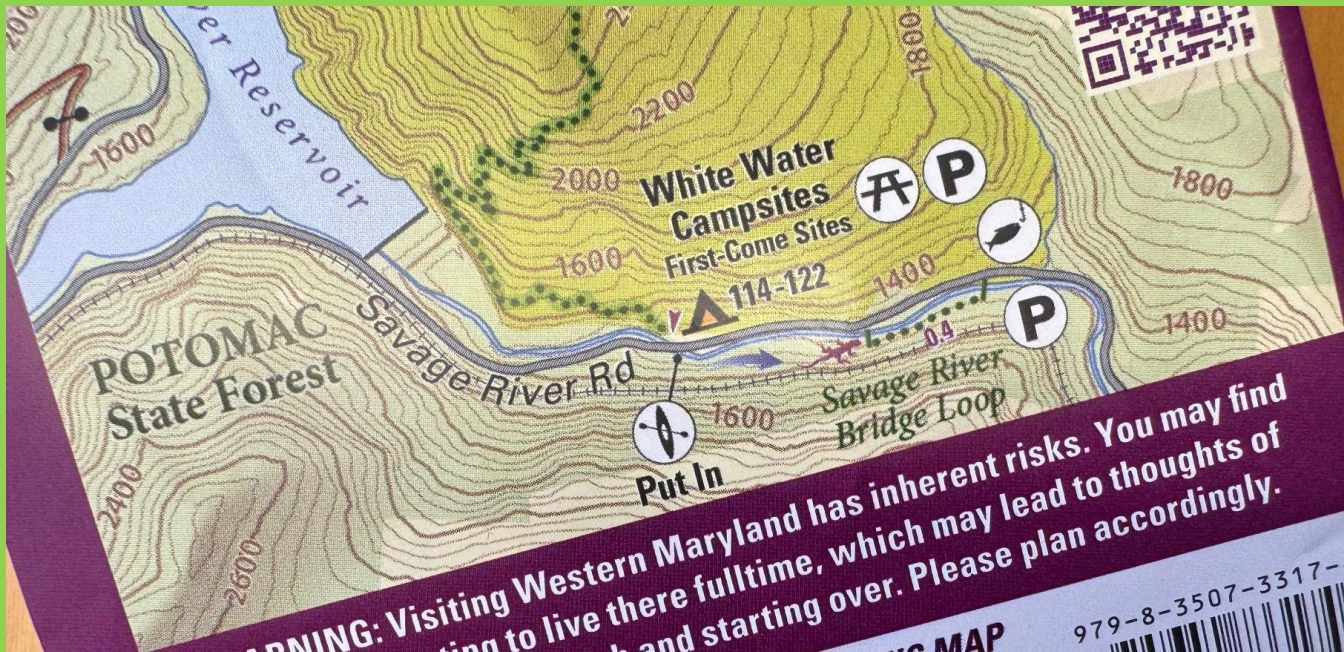 er Reservoir
1600
2200
1800
2000
White Water
Campsites
First-Come Sites
114-122
P
1800
1600
1400
1400
P
POTOMAC
State Forest
Savage River Rd
0.4
Savage River
Bridge Loop
1600
Put In
2400
2600
ARNING: Visiting Western Maryland has inherent risks. You may find
ting to live there fulltime, which may lead to thoughts of
and starting over. Please plan accordingly.
MAP
979-8-3507-3317-